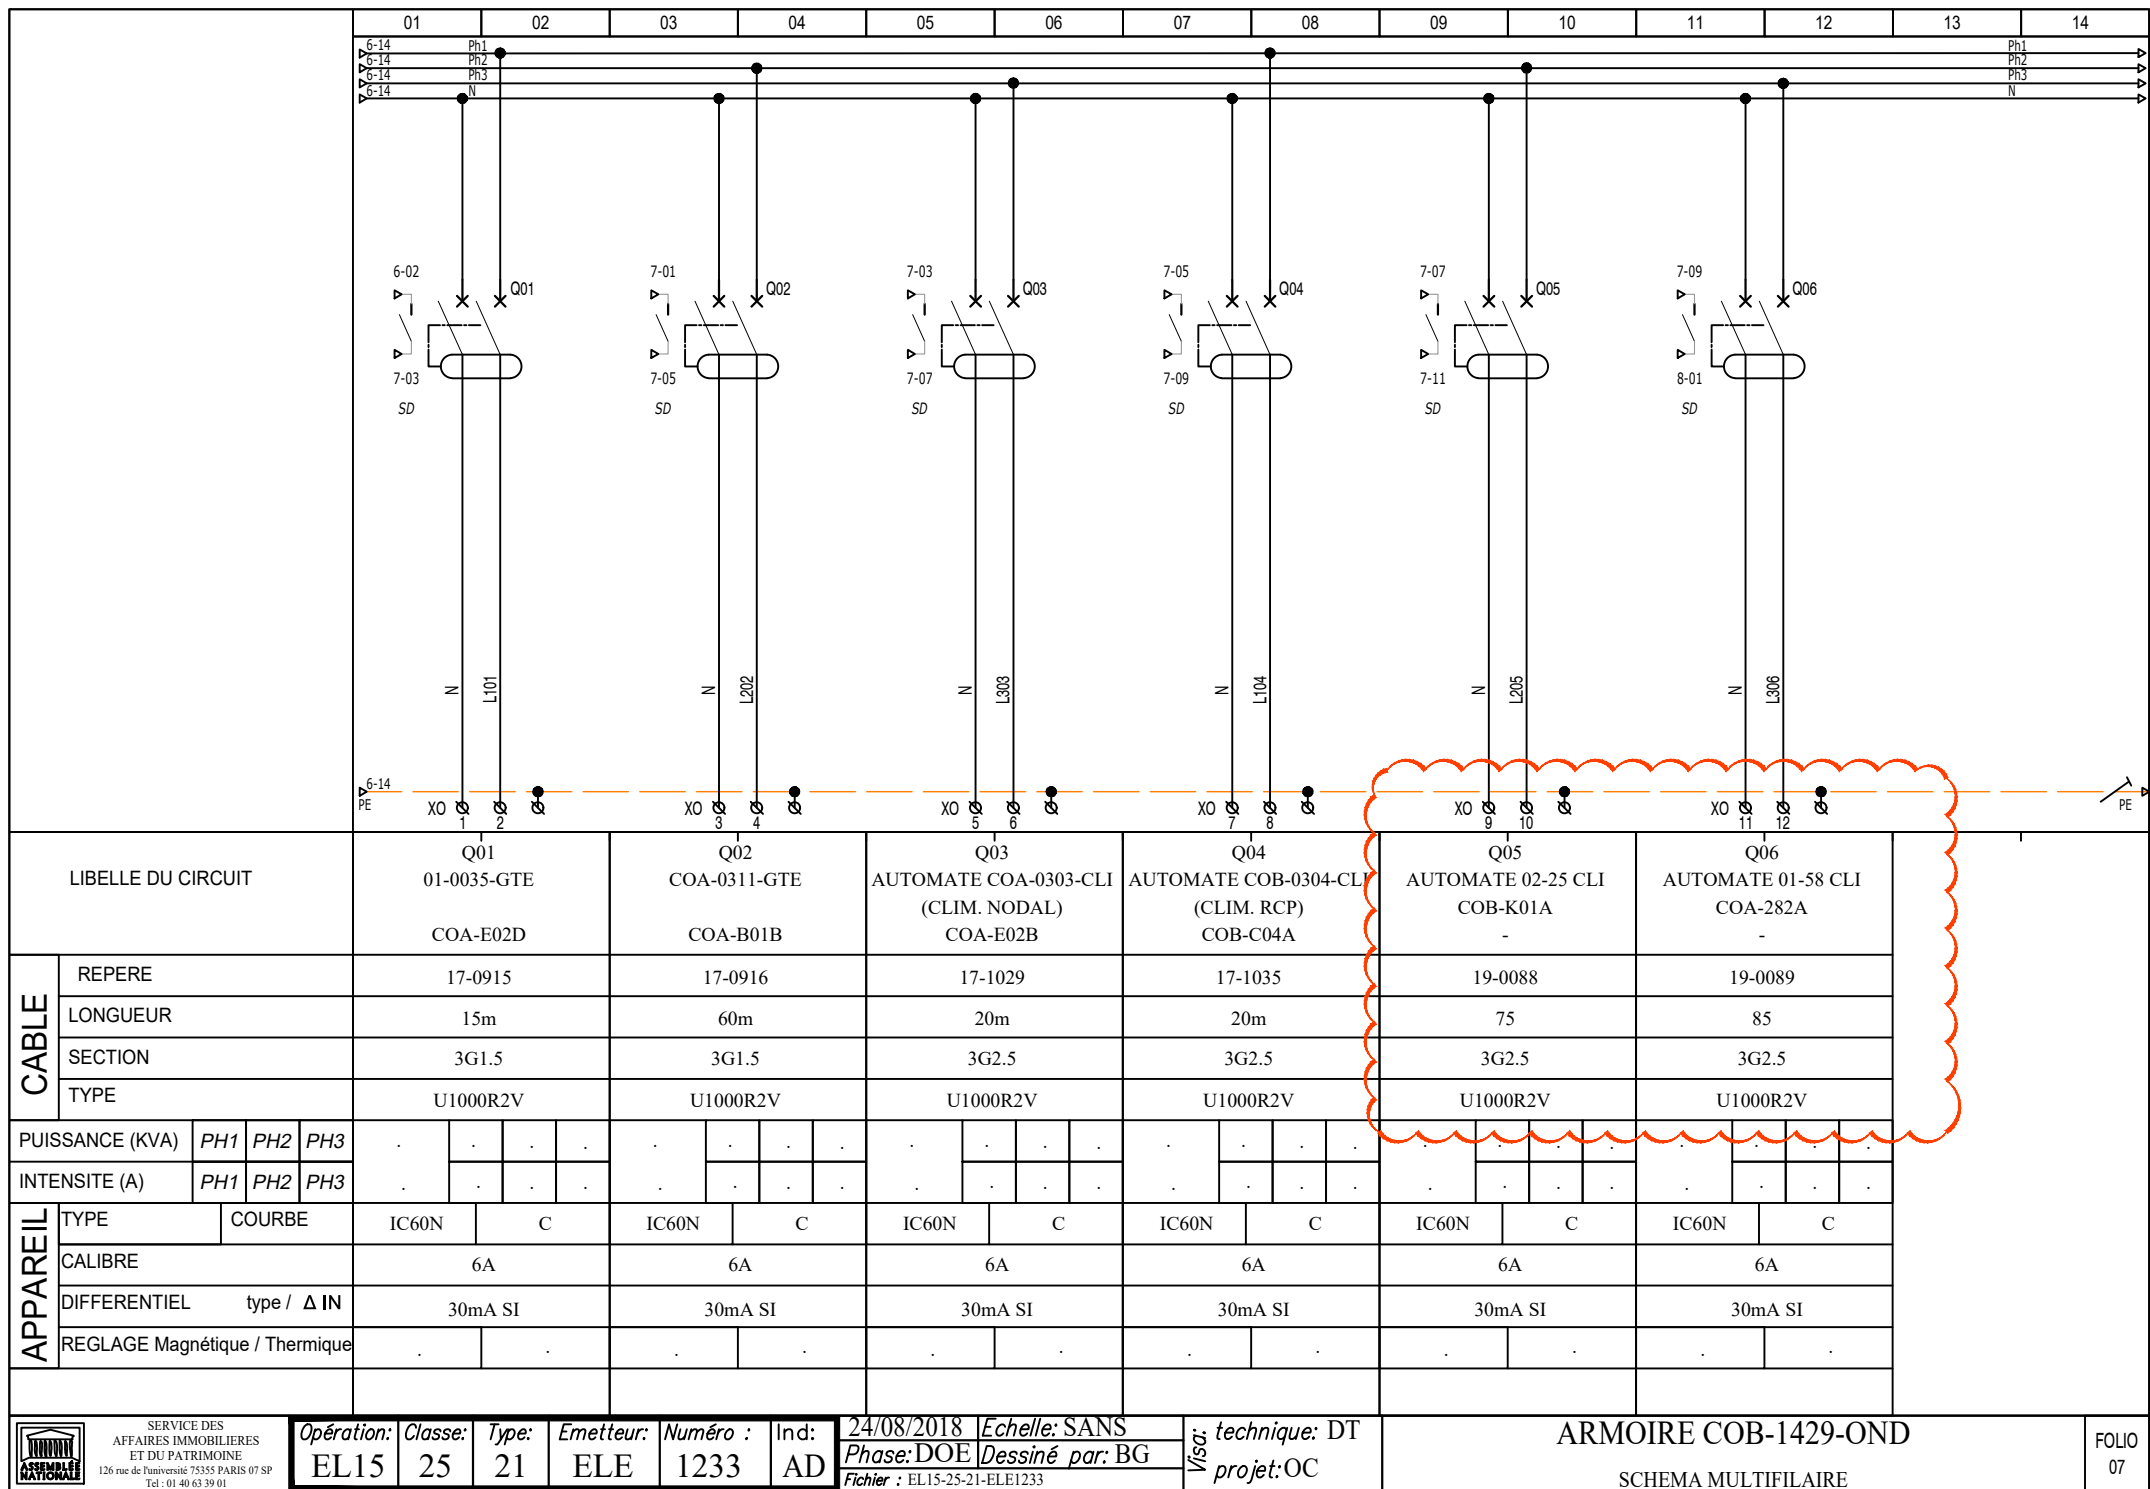 01 02 03 04 05 06 07 08 09 10 11 12 13 14
6-14 Ph1 Ph1
6-14 Ph2 Ph2
6-14 Ph3 Ph3
6-14 N N
6-02 7-01 7-03 7-05 7-07 7-09
Q01 Q02 Q03 Q04 Q05 Q06
7-03 7-05 7-07 7-09 7-11 8-01
SD SD SD SD SD SD
N L101 N L202 N L303 N L104 N L205 N L306
6-14
PE PE
XO 1 2 XO 3 4 XO 5 6 XO 7 8 XO 9 10 XO 11 12
LIBELLE DU CIRCUIT
Q01 Q02 Q03 Q04 Q05 Q06
01-0035-GTE COA-0311-GTE AUTOMATE COA-0303-CLI AUTOMATE COB-0304-CLI AUTOMATE 02-25 CLI AUTOMATE 01-58 CLI
(CLIM. NODAL) (CLIM. RCP) COB-K01A COA-282A
COA-E02D COA-B01B COA-E02B COB-C04A - -
CABLE
REPERE 17-0915 17-0916 17-1029 17-1035 19-0088 19-0089
LONGUEUR 15m 60m 20m 20m 75 85
SECTION 3G1.5 3G1.5 3G2.5 3G2.5 3G2.5 3G2.5
TYPE U1000R2V U1000R2V U1000R2V U1000R2V U1000R2V U1000R2V
PUISSANCE (KVA) PH1 PH2 PH3 . . . . . . . . . . . . . . . . . . . . . . . .
INTENSITE (A) PH1 PH2 PH3 . . . . . . . . . . . . . . . . . . . . . . . .
APPAREIL
TYPE COURBE IC60N C IC60N C IC60N C IC60N C IC60N C IC60N C
CALIBRE 6A 6A 6A 6A 6A 6A
DIFFERENTIEL type / Δ IN 30mA SI 30mA SI 30mA SI 30mA SI 30mA SI 30mA SI
REGLAGE Magnétique / Thermique . . . . . . . . . . . .
ASSEMBLÉE
NATIONALE
SERVICE DES
AFFAIRES IMMOBILIERES
ET DU PATRIMOINE
126 rue de l'université 75355 PARIS 07 SP
Tel : 01 40 63 39 01
Opération: Classe: Type: Emetteur: Numéro : Ind:
EL15 25 21 ELE 1233 AD
24/08/2018 Echelle: SANS
Phase: DOE Dessiné par: BG
Fichier : EL15-25-21-ELE1233
Visa: technique: DT
projet: OC
ARMOIRE COB-1429-OND
SCHEMA MULTIFILAIRE
FOLIO
07